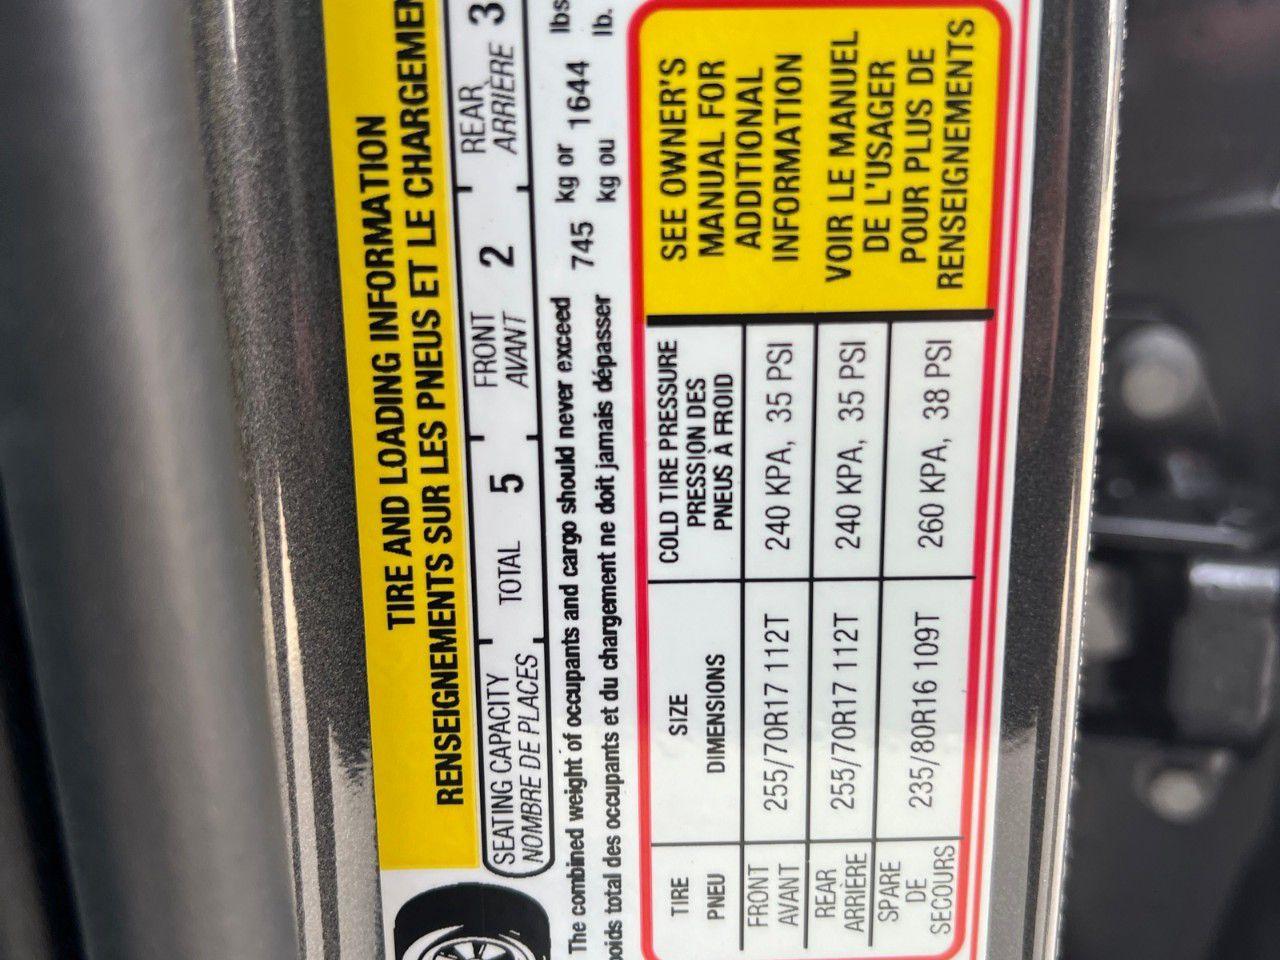 TIRE AND LOADING INFORMATION
RENSEIGNEMENTS SUR LES PNEUS ET LE CHARGEMEN
SEATING CAPACITY
NOMBRE DE PLACES
TOTAL 5
FRONT
AVANT
2
REAR
ARRIÈRE
3
The combined weight of occupants and cargo should never exceed 745 kg or 1644 lbs
poids total des occupants et du chargement ne doit jamais dépasser kg ou lb.
TIRE
PNEU
SIZE
DIMENSIONS
COLD TIRE PRESSURE
PRESSION DES
PNEUS À FROID
FRONT
AVANT
255/70R17 112T
240 KPA, 35 PSI
REAR
ARRIÈRE
255/70R17 112T
240 KPA, 35 PSI
SPARE
DE
SECOURS
235/80R16 109T
260 KPA, 38 PSI
SEE OWNER'S
MANUAL FOR
ADDITIONAL
INFORMATION
VOIR LE MANUEL
DE L'USAGER
POUR PLUS DE
RENSEIGNEMENTS